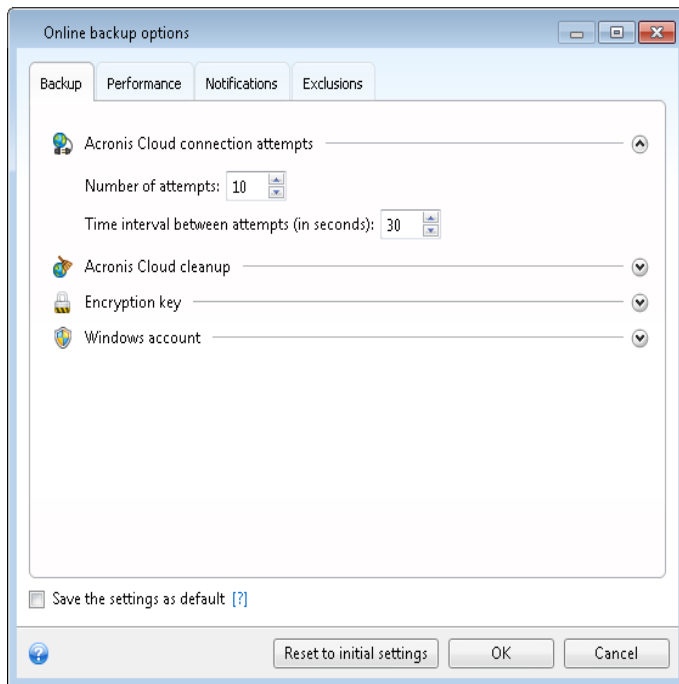 Online backup options
Backup Performance Notifications Exclusions
Acronis Cloud connection attempts
Number of attempts: 10
Time interval between attempts (in seconds): 30
Acronis Cloud cleanup
Encryption key
Windows account
Save the settings as default [?]
Reset to initial settings OK Cancel